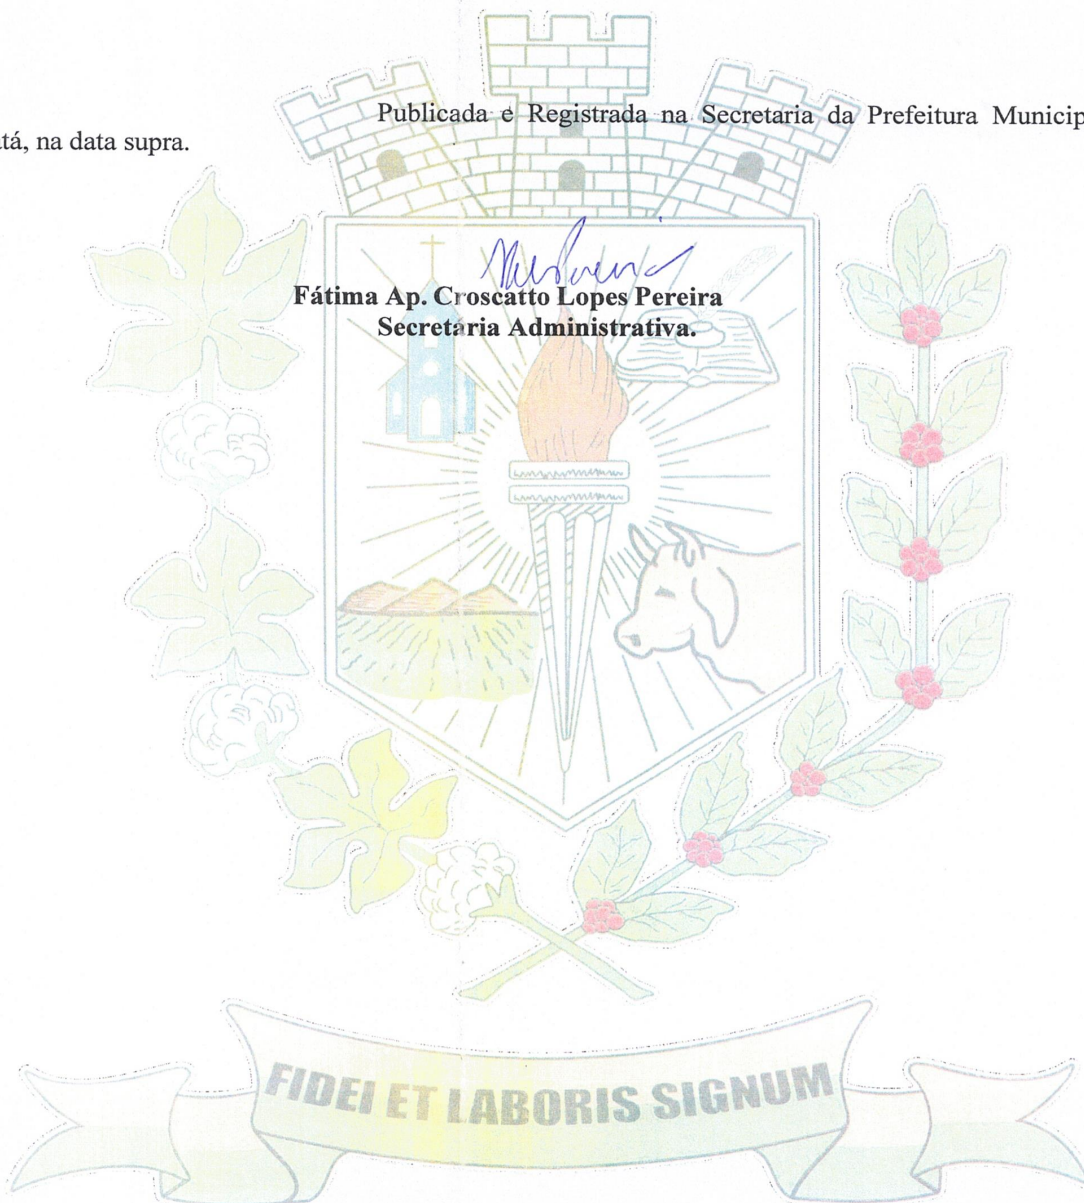 Publicada e Registrada na Secretaria da Prefeitura Municip
atá, na data supra.
Fátima Ap. Croscatto Lopes Pereira
Secretaria Administrativa.
FIDEI ET LABORIS SIGNUM